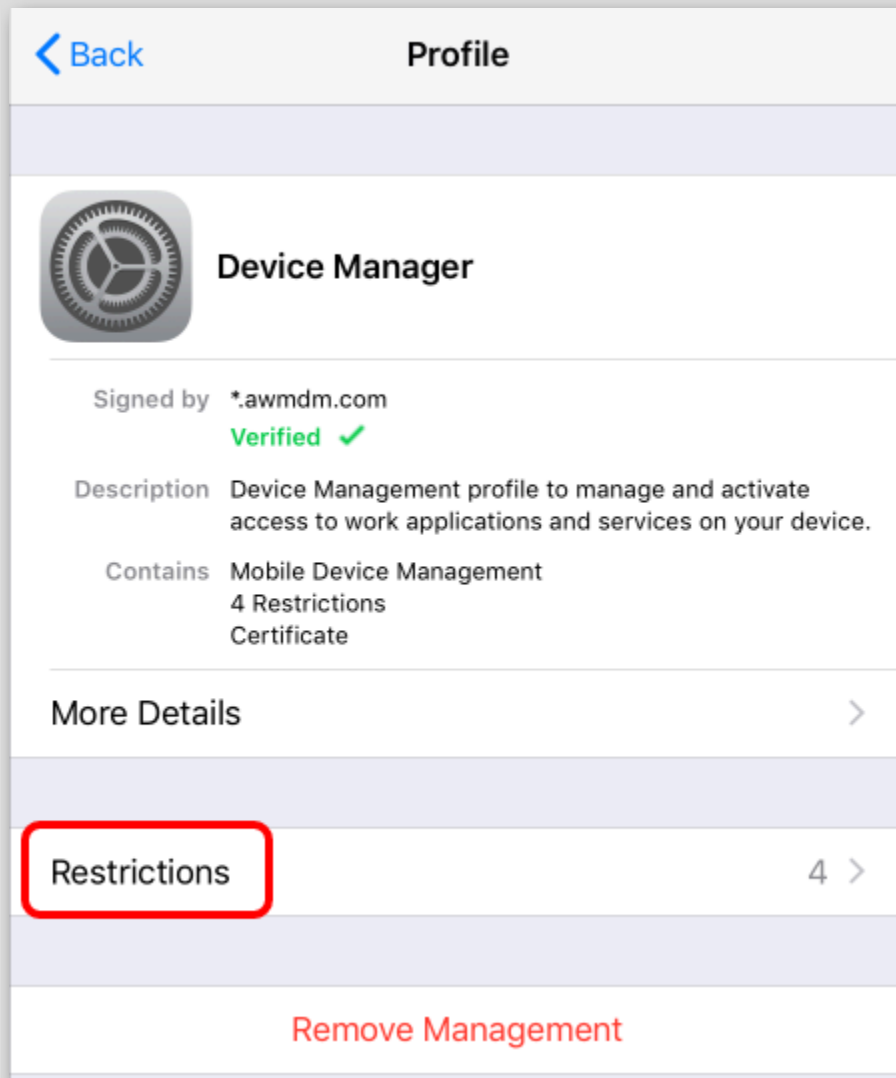 Back
Profile
Device Manager
Signed by *.awmdm.com
Verified ✓
Description Device Management profile to manage and activate
access to work applications and services on your device.
Contains Mobile Device Management
4 Restrictions
Certificate
More Details
Restrictions 4
Remove Management